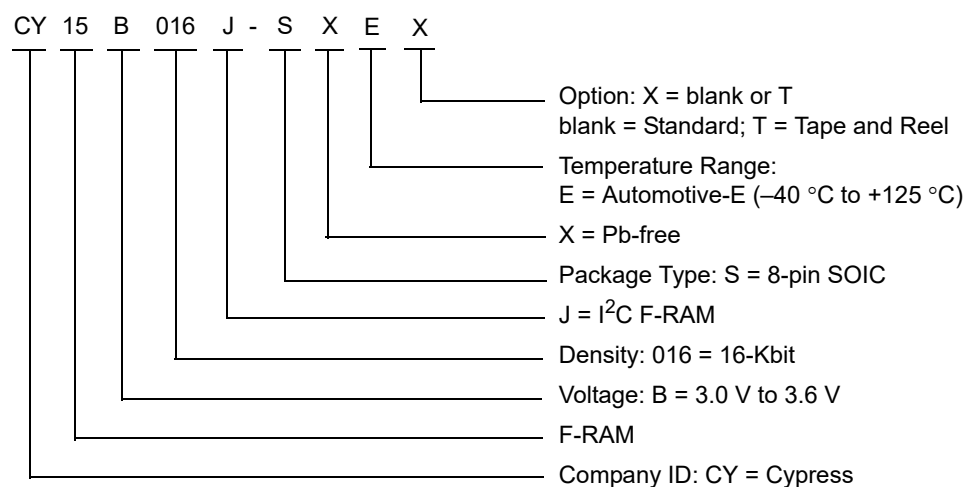 CY 15 B 016 J - S X E X
Option: X = blank or T
blank = Standard; T = Tape and Reel
Temperature Range:
E = Automotive-E (–40 °C to +125 °C)
X = Pb-free
Package Type: S = 8-pin SOIC
J = I²C F-RAM
Density: 016 = 16-Kbit
Voltage: B = 3.0 V to 3.6 V
F-RAM
Company ID: CY = Cypress